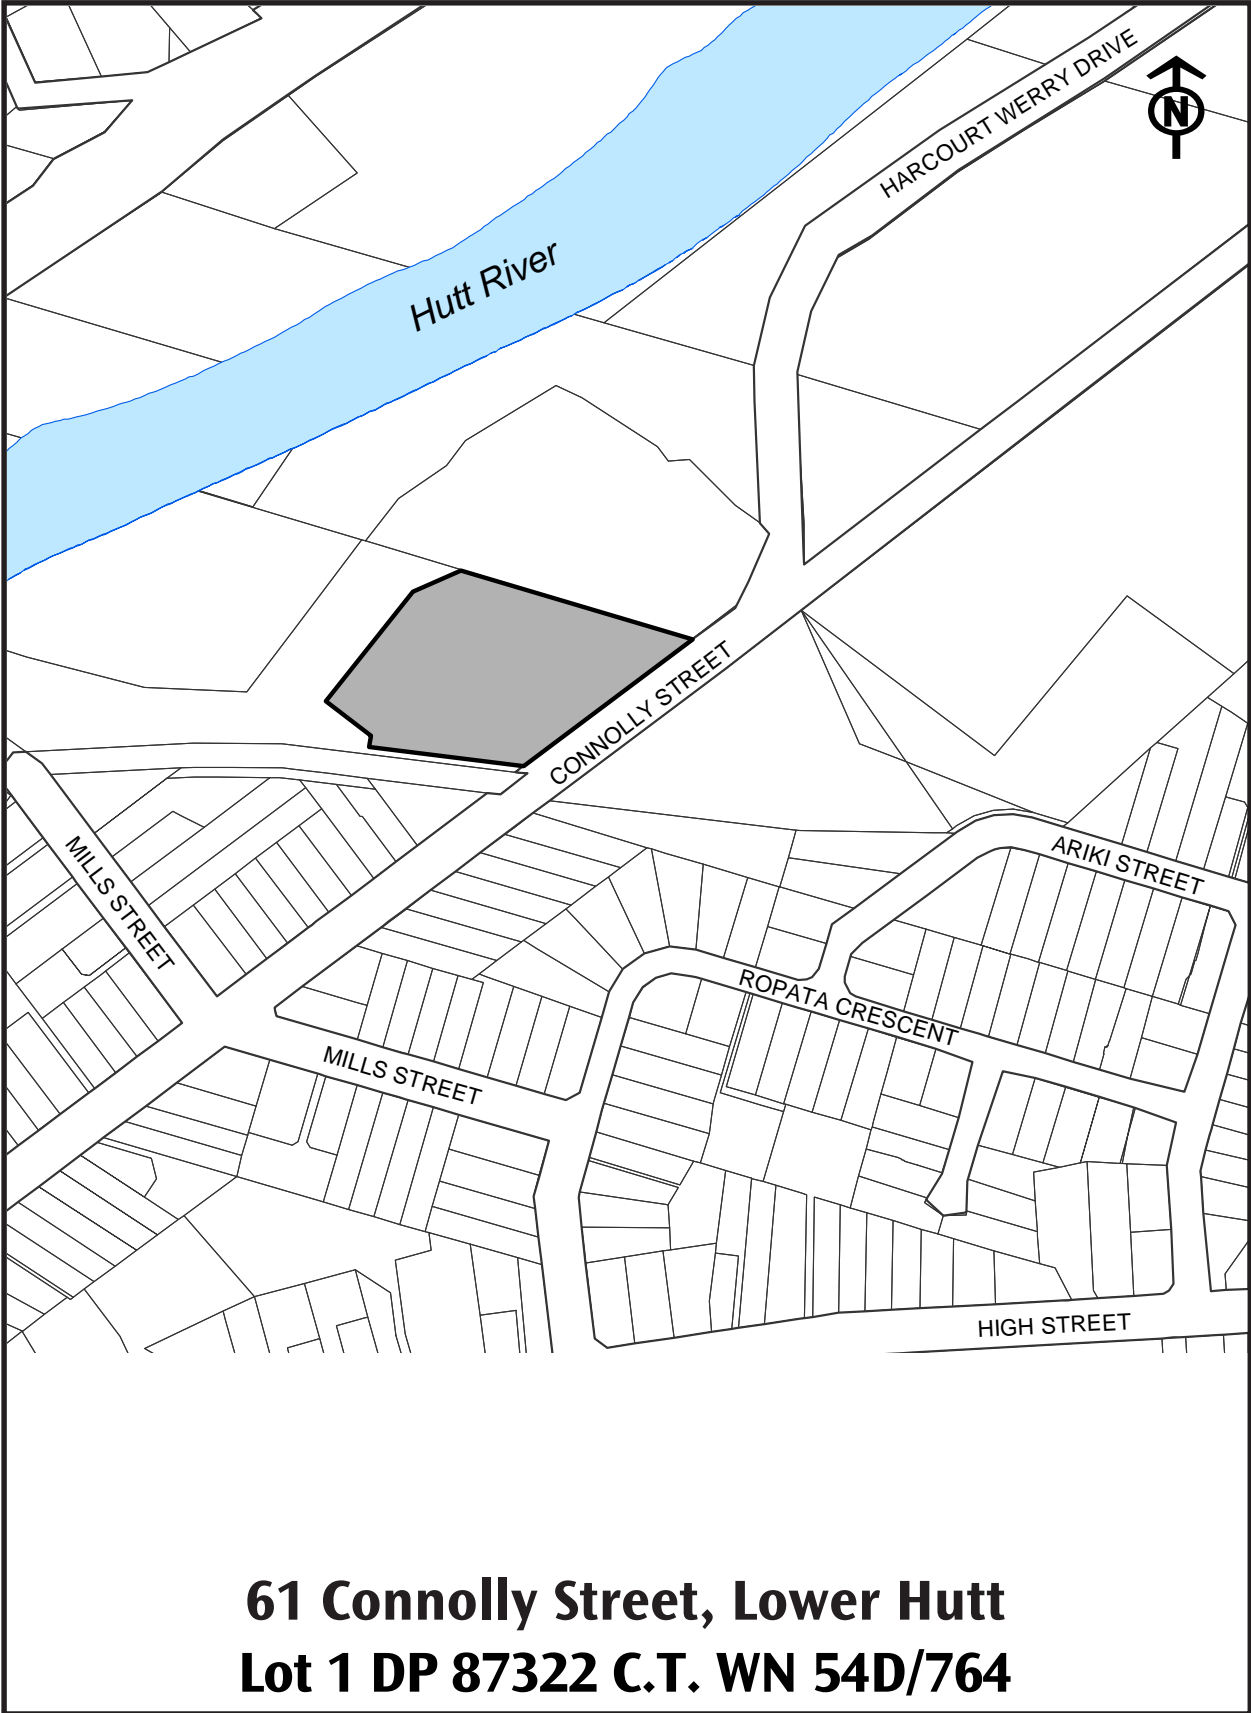 HARCOURT WERRY DRIVE
N
Hutt River
CONNOLLY STREET
MILLS STREET
ARIKI STREET
ROPATA CRESCENT
MILLS STREET
HIGH STREET
61 Connolly Street, Lower Hutt
Lot 1 DP 87322 C.T. WN 54D/764